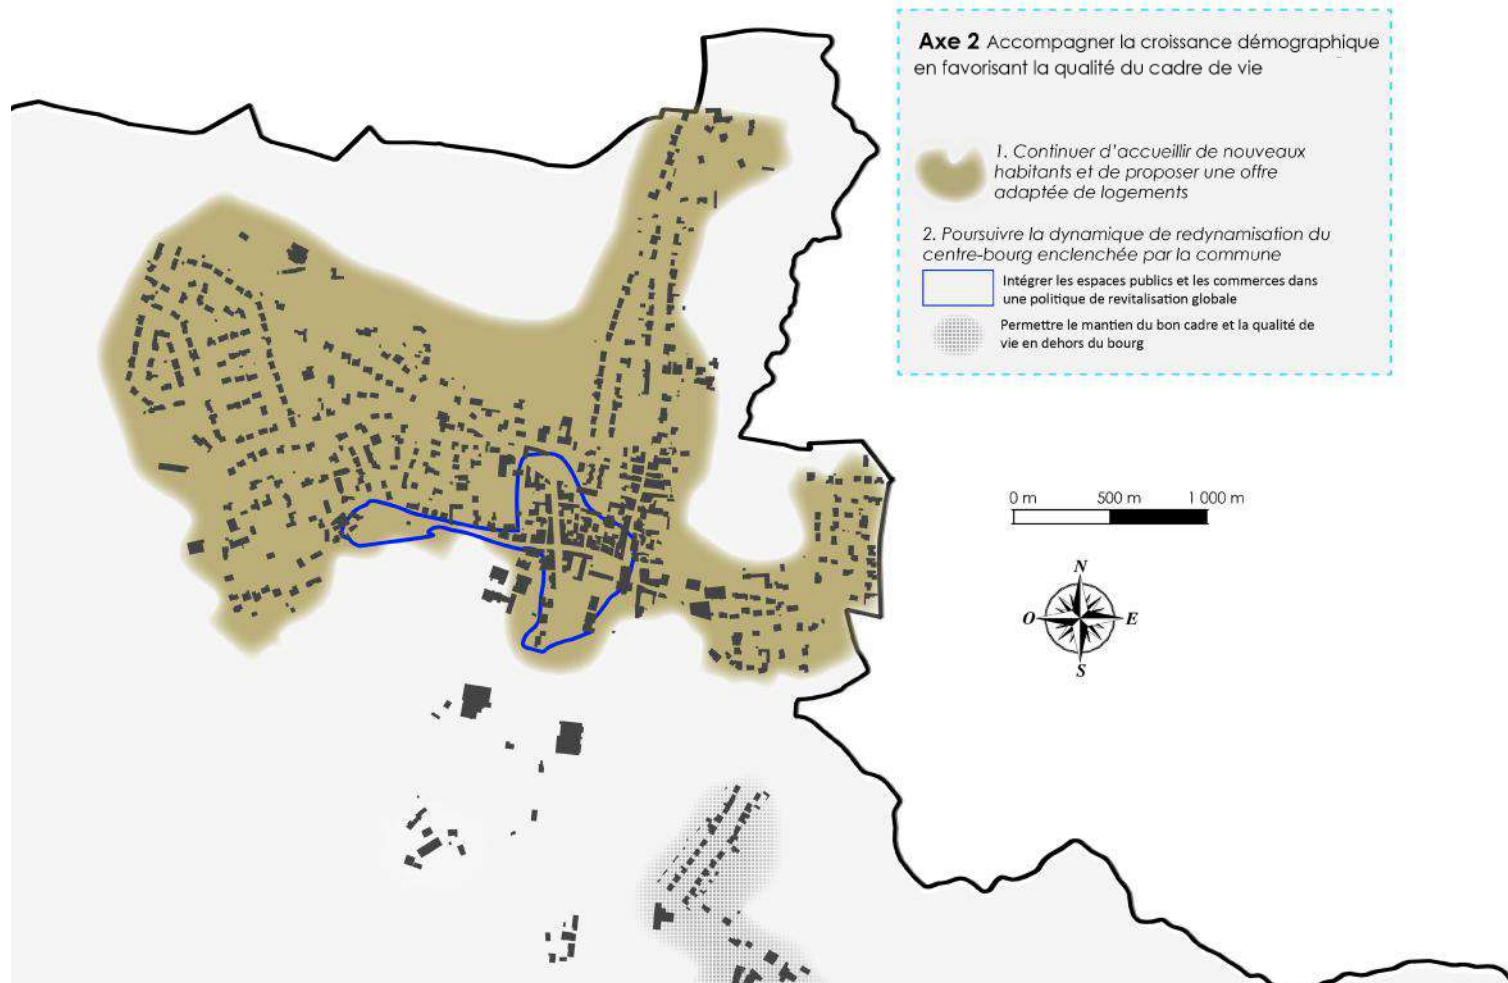 Axe 2 Accompagner la croissance démographique
en favorisant la qualité du cadre de vie
1. Continuer d'accueillir de nouveaux
habitants et de proposer une offre
adaptée de logements
2. Poursuivre la dynamique de redynamisation du
centre-bourg enclenchée par la commune
Intégrer les espaces publics et les commerces dans
une politique de revitalisation globale
Permettre le mantien du bon cadre et la qualité de
vie en dehors du bourg
0 m 500 m 1 000 m
N
O E
S